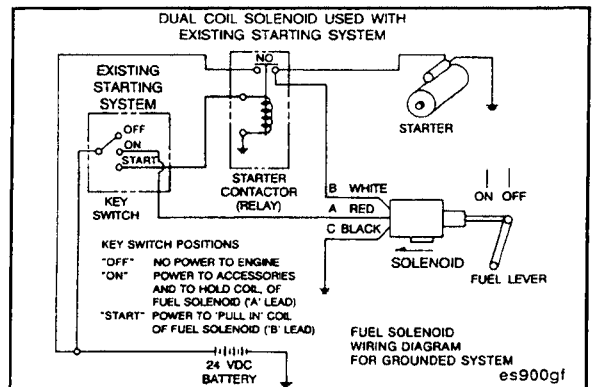 DUAL COIL SOLENOID USED WITH
EXISTING STARTING SYSTEM
EXISTING
STARTING
SYSTEM
NO
OFF
ON
START
KEY
SWITCH
STARTER
CONTACTOR
(RELAY)
STARTER
B WHITE
A RED
C BLACK
ON OFF
SOLENOID
FUEL LEVER
KEY SWITCH POSITIONS
"OFF" NO POWER TO ENGINE
"ON" POWER TO ACCESSORIES
AND TO HOLD COIL, OF
FUEL SOLENOID ('A' LEAD)
"START" POWER TO 'PULL IN' COIL
OF FUEL SOLENOID ('B' LEAD)
24 VDC
BATTERY
FUEL SOLENOID
WIRING DIAGRAM
FOR GROUNDED SYSTEM
es900gf